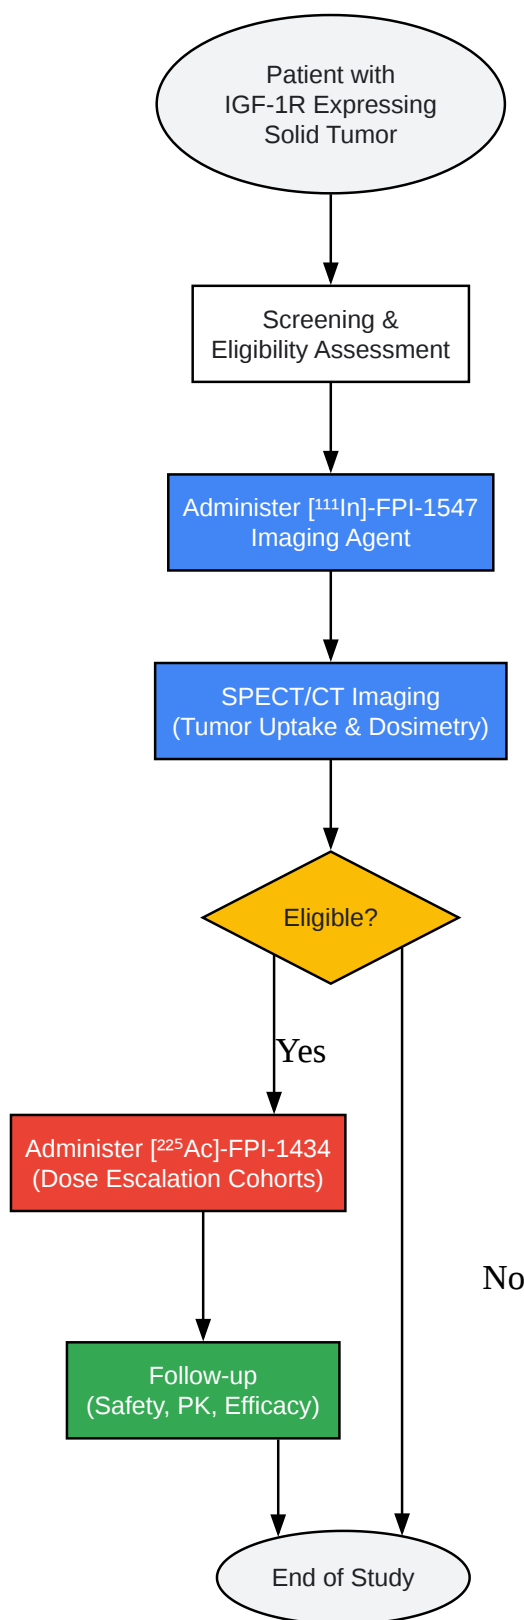 Patient with
IGF-1R Expressing
Solid Tumor
Screening &
Eligibility Assessment
Administer [¹¹¹In]-FPI-1547
Imaging Agent
SPECT/CT Imaging
(Tumor Uptake & Dosimetry)
Eligible?
Yes
Administer [²²⁵Ac]-FPI-1434
(Dose Escalation Cohorts)
No
Follow-up
(Safety, PK, Efficacy)
End of Study